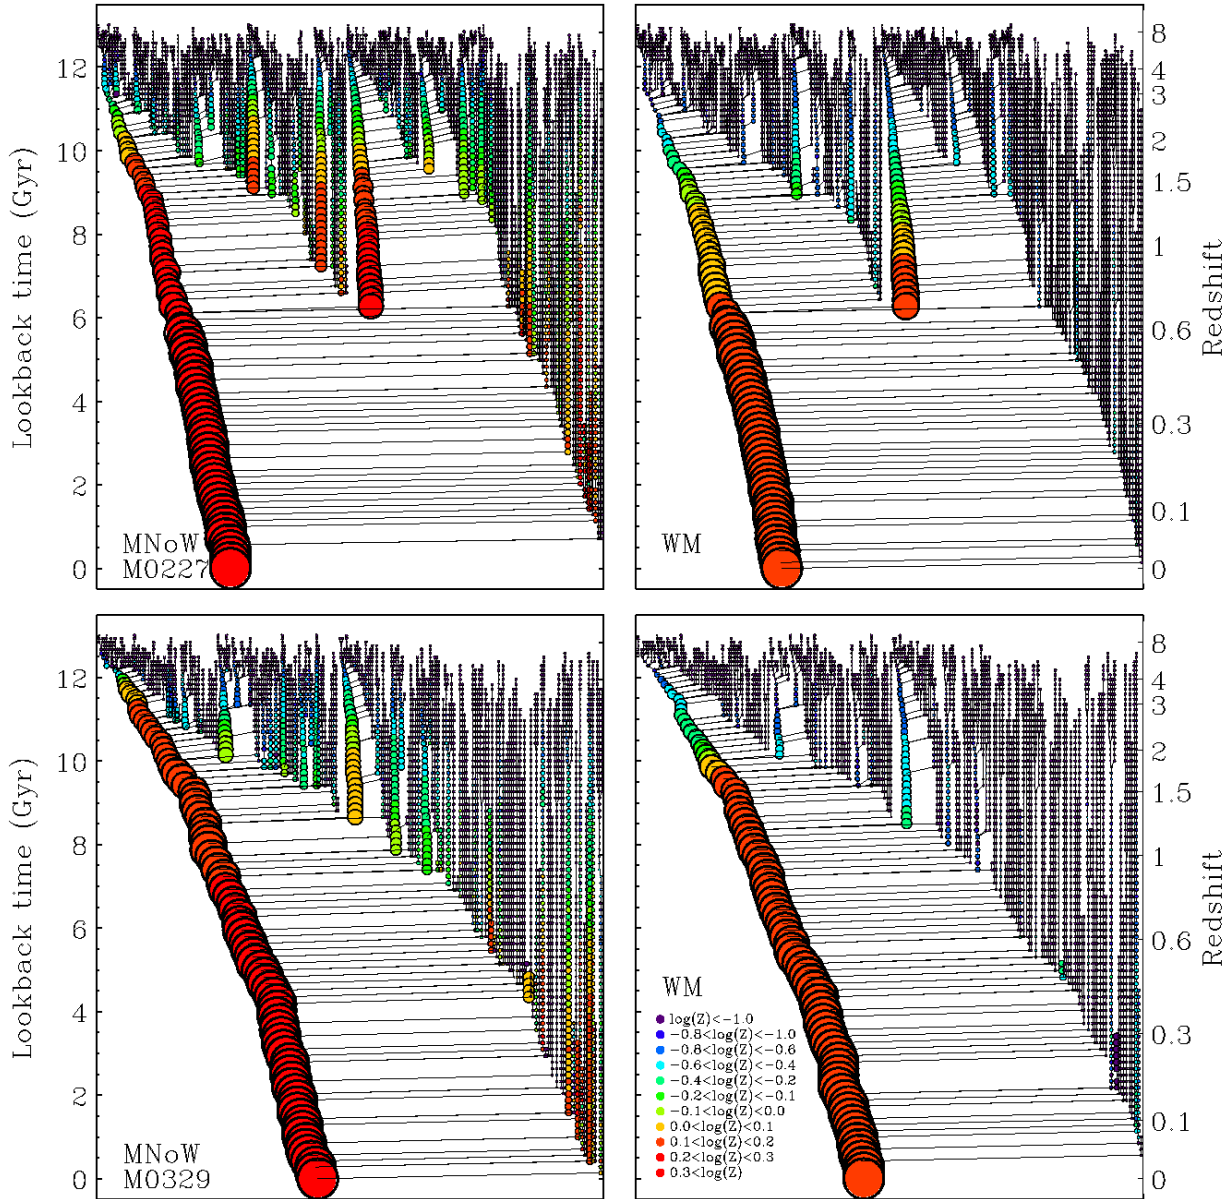 Lookback time (Gyr)
12
10
8
6
4
2
0
MNoW
M0227
WM
8
4
3
2
1.5
1
0.6
0.3
0.1
0
Redshift
Lookback time (Gyr)
12
10
8
6
4
2
0
MNoW
M0329
WM
log(Z)<-1.0
-0.8<log(Z)<-1.0
-0.8<log(Z)<-0.6
-0.6<log(Z)<-0.4
-0.4<log(Z)<-0.2
-0.2<log(Z)<-0.1
-0.1<log(Z)<0.0
0.0<log(Z)<0.1
0.1<log(Z)<0.2
0.2<log(Z)<0.3
0.3<log(Z)
8
4
3
2
1.5
1
0.6
0.3
0.1
0
Redshift